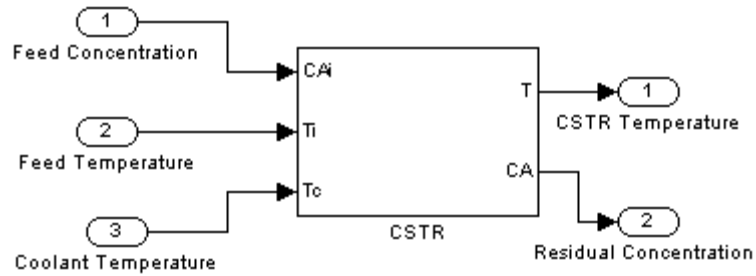 1
Feed Concentration
CAi
T
1
CSTR Temperature
2
Feed Temperature
Ti
Tc
CA
3
Coolant Temperature
CSTR
2
Residual Concentration